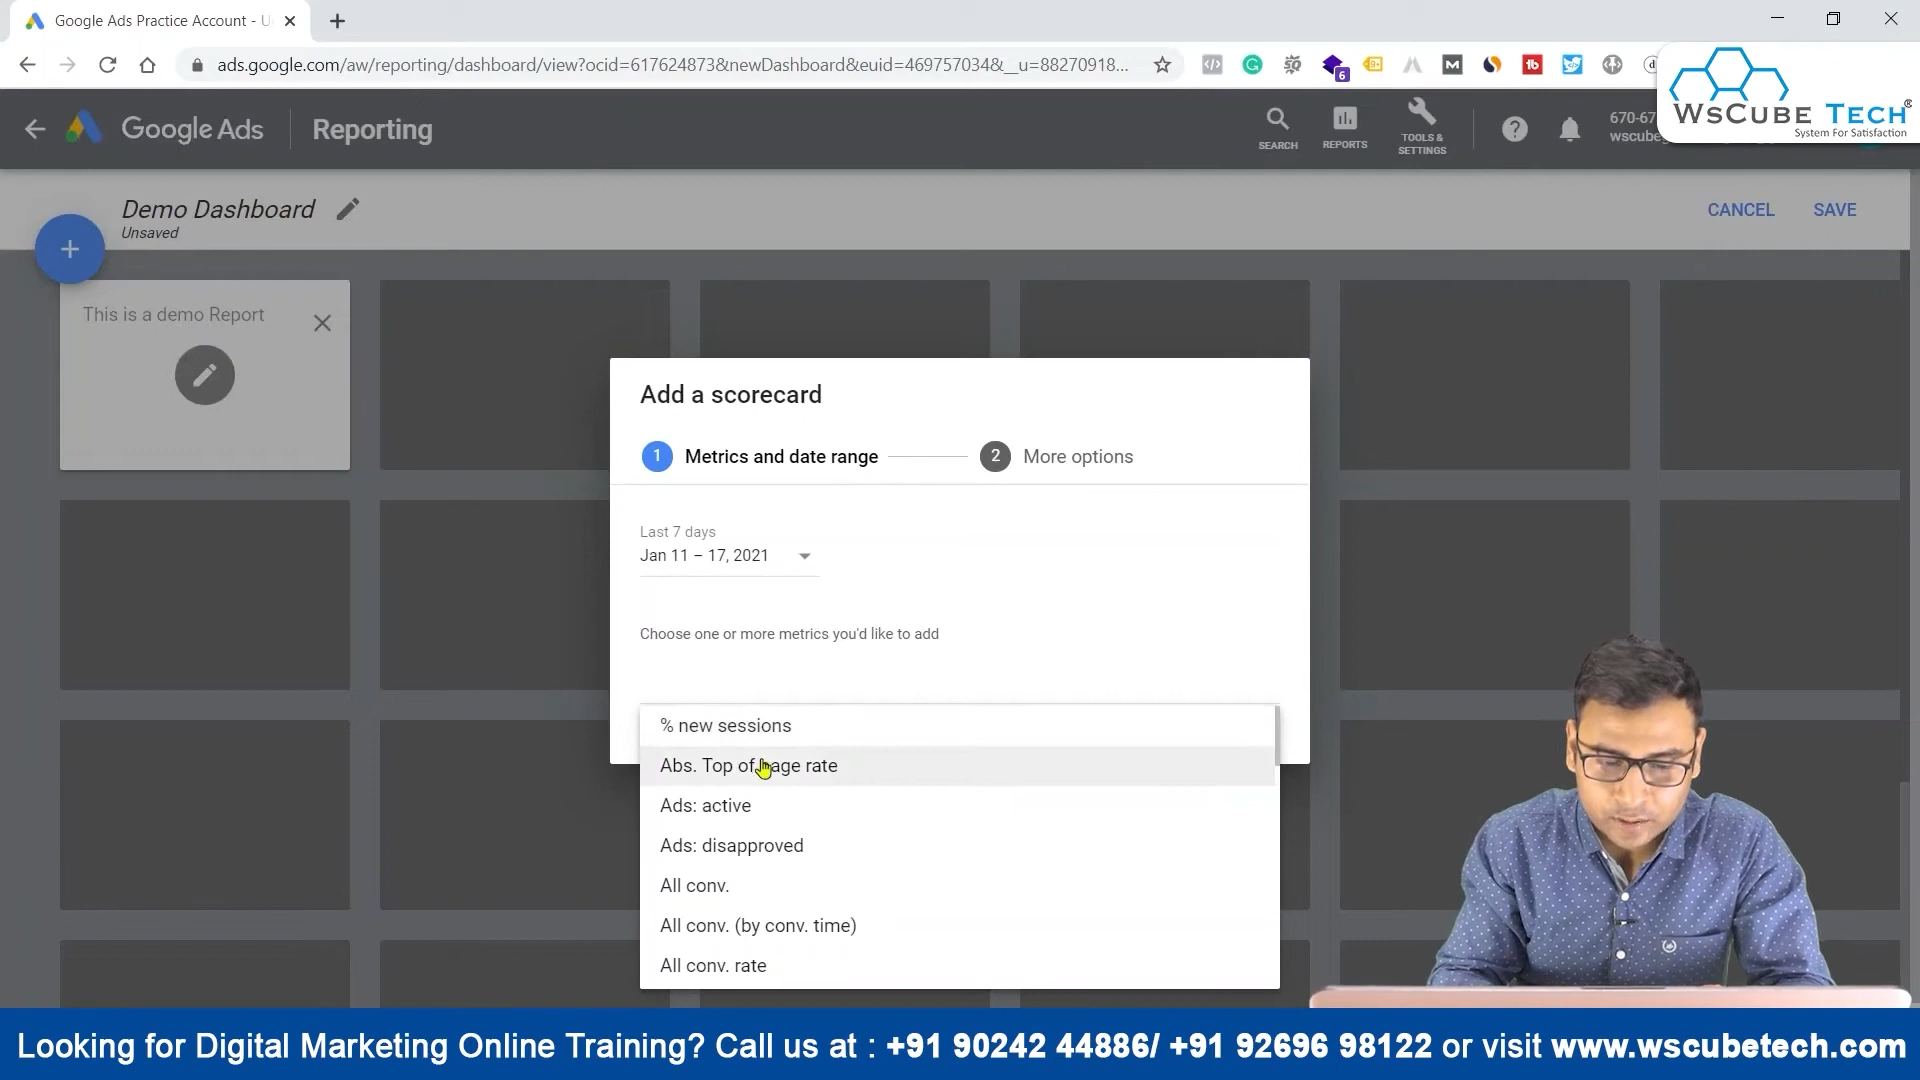 Google Ads Practice Account - U
ads.google.com/aw/reporting/dashboard/view?ocid=617624873&newDashboard&euid=469757034&__u=88270918...
6
WsCube Tech®
System For Satisfaction
Google Ads
Reporting
SEARCH
REPORTS
TOOLS &
SETTINGS
670-67
wscube
Demo Dashboard
Unsaved
CANCEL
SAVE
This is a demo Report
Add a scorecard
1 Metrics and date range
2 More options
Last 7 days
Jan 11 – 17, 2021
Choose one or more metrics you'd like to add
% new sessions
Abs. Top of page rate
Ads: active
Ads: disapproved
All conv.
All conv. (by conv. time)
All conv. rate
Looking for Digital Marketing Online Training? Call us at : +91 90242 44886/ +91 92696 98122 or visit www.wscubetech.com